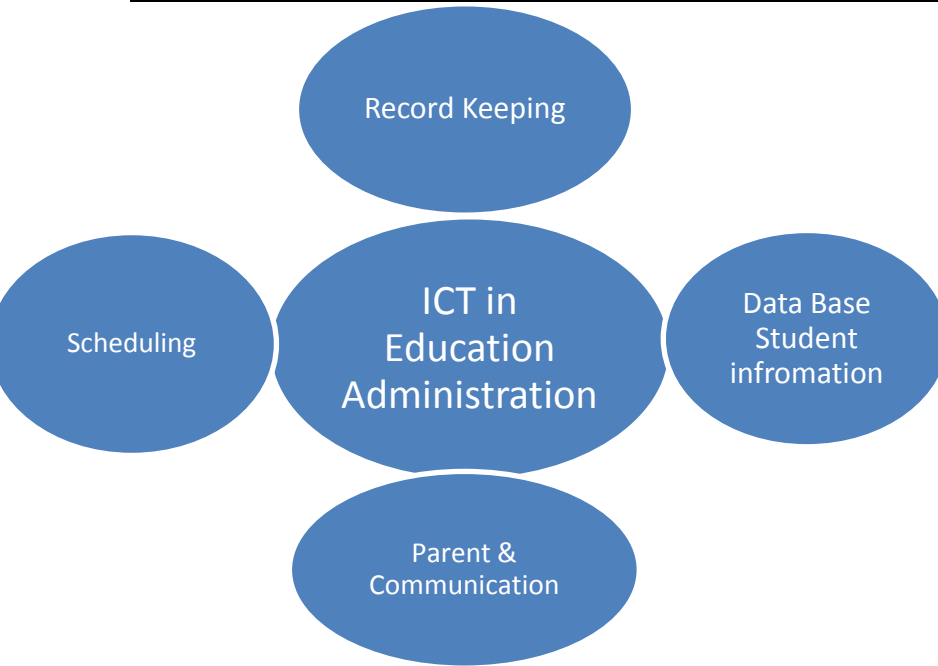 Record Keeping
Scheduling
ICT in
Education
Administration
Data Base
Student
infromation
Parent &
Communication